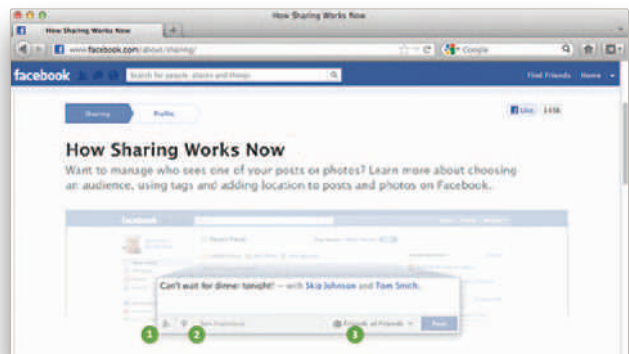 How Sharing Works Now
How Sharing Works Now
www.facebook.com/about/sharing/
Google
facebook
Search for people, places and things
Find Friends Home
Sharing
Profile
Like
How Sharing Works Now
Want to manage who sees one of your posts or photos? Learn more about choosing
an audience, using tags and adding location to posts and photos on Facebook.
facebook
Can't wait for dinner tonight! — with Skip Johnson and Tom Smith.
San Francisco
Friends of Friends
Post
1
2
3